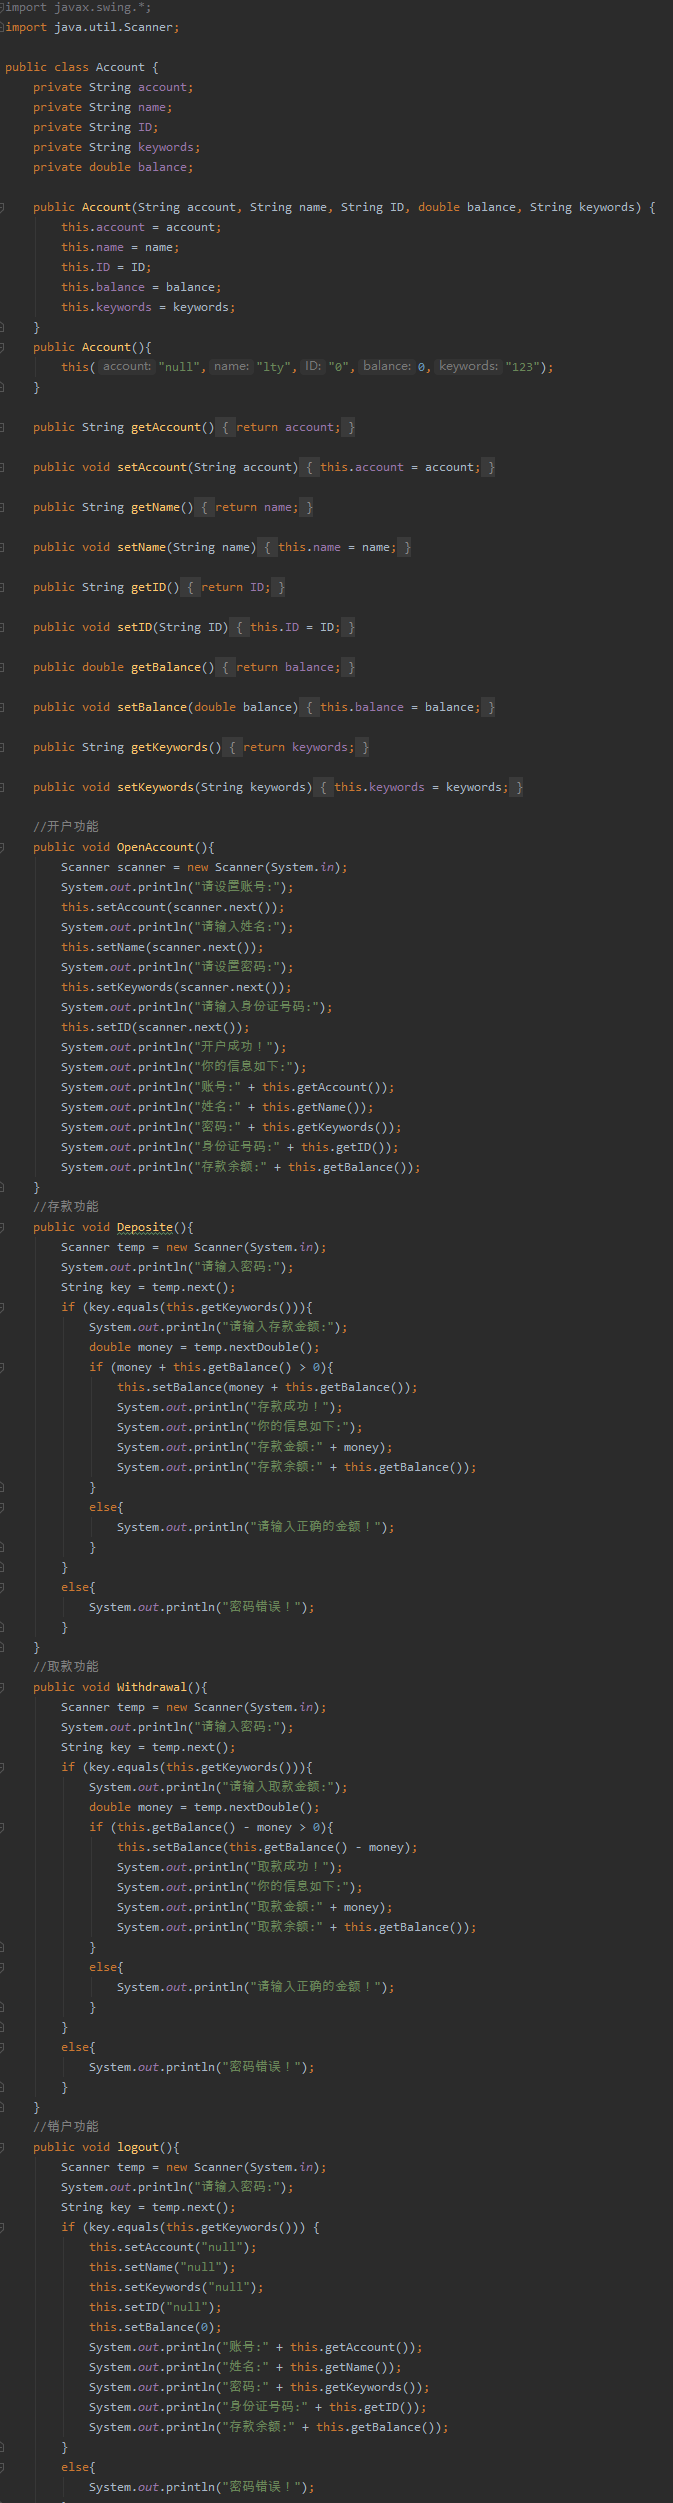 import javax.swing.*;
import java.util.Scanner;
public class Account {
private String account;
private String name;
private String ID;
private String keywords;
private double balance;
public Account(String account, String name, String ID, double balance, String keywords) {
this.account = account;
this.name = name;
this.ID = ID;
this.balance = balance;
this.keywords = keywords;
}
public Account(){
this( account: "null", name: "lty", ID: "0", balance: 0, keywords: "123");
}
public String getAccount() { return account; }
public void setAccount(String account) { this.account = account; }
public String getName() { return name; }
public void setName(String name) { this.name = name; }
public String getID() { return ID; }
public void setID(String ID) { this.ID = ID; }
public double getBalance() { return balance; }
public void setBalance(double balance) { this.balance = balance; }
public String getKeywords() { return keywords; }
public void setKeywords(String keywords) { this.keywords = keywords; }
//开户功能
public void OpenAccount(){
Scanner scanner = new Scanner(System.in);
System.out.println("请设置账号:");
this.setAccount(scanner.next());
System.out.println("请输入姓名:");
this.setName(scanner.next());
System.out.println("请设置密码:");
this.setKeywords(scanner.next());
System.out.println("请输入身份证号码:");
this.setID(scanner.next());
System.out.println("开户成功！");
System.out.println("你的信息如下:");
System.out.println("账号:" + this.getAccount());
System.out.println("姓名:" + this.getName());
System.out.println("密码:" + this.getKeywords());
System.out.println("身份证号码:" + this.getID());
System.out.println("存款余额:" + this.getBalance());
}
//存款功能
public void Deposite(){
Scanner temp = new Scanner(System.in);
System.out.println("请输入密码:");
String key = temp.next();
if (key.equals(this.getKeywords())){
System.out.println("请输入存款金额:");
double money = temp.nextDouble();
if (money + this.getBalance() > 0){
this.setBalance(money + this.getBalance());
System.out.println("存款成功！");
System.out.println("你的信息如下:");
System.out.println("存款金额:" + money);
System.out.println("存款余额:" + this.getBalance());
}
else{
System.out.println("请输入正确的金额！");
}
}
else{
System.out.println("密码错误！");
}
}
//取款功能
public void Withdrawal(){
Scanner temp = new Scanner(System.in);
System.out.println("请输入密码:");
String key = temp.next();
if (key.equals(this.getKeywords())){
System.out.println("请输入取款金额:");
double money = temp.nextDouble();
if (this.getBalance() - money > 0){
this.setBalance(this.getBalance() - money);
System.out.println("取款成功！");
System.out.println("你的信息如下:");
System.out.println("取款金额:" + money);
System.out.println("取款余额:" + this.getBalance());
}
else{
System.out.println("请输入正确的金额！");
}
}
else{
System.out.println("密码错误！");
}
}
//销户功能
public void logout(){
Scanner temp = new Scanner(System.in);
System.out.println("请输入密码:");
String key = temp.next();
if (key.equals(this.getKeywords())) {
this.setAccount("null");
this.setName("null");
this.setKeywords("null");
this.setID("null");
this.setBalance(0);
System.out.println("账号:" + this.getAccount());
System.out.println("姓名:" + this.getName());
System.out.println("密码:" + this.getKeywords());
System.out.println("身份证号码:" + this.getID());
System.out.println("存款余额:" + this.getBalance());
}
else{
System.out.println("密码错误！");